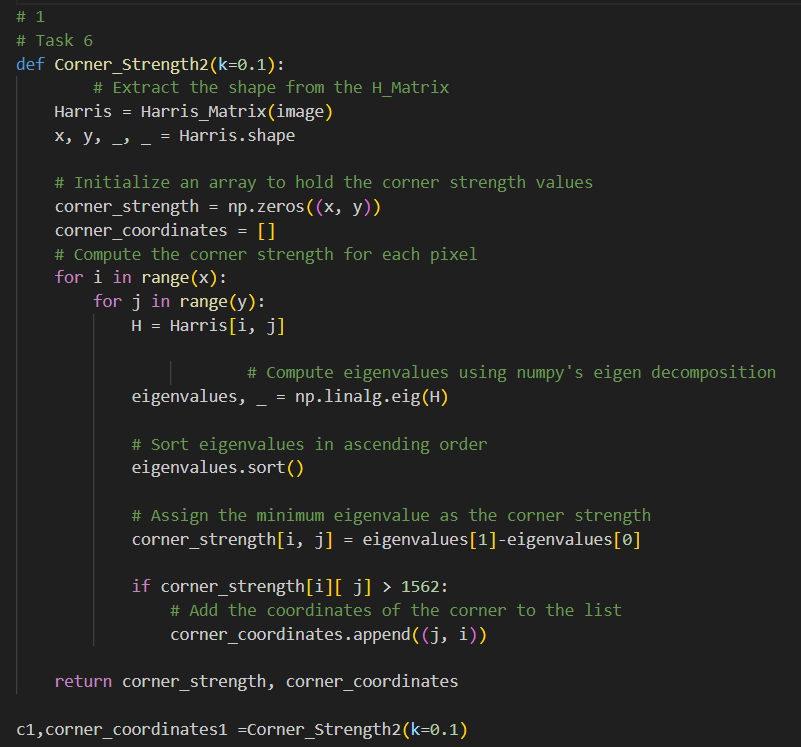 # 1
# Task 6
def Corner_Strength2(k=0.1):
# Extract the shape from the H_Matrix
Harris = Harris_Matrix(image)
x, y, _, _ = Harris.shape
# Initialize an array to hold the corner strength values
corner_strength = np.zeros((x, y))
corner_coordinates = []
# Compute the corner strength for each pixel
for i in range(x):
for j in range(y):
H = Harris[i, j]
# Compute eigenvalues using numpy's eigen decomposition
eigenvalues, _ = np.linalg.eig(H)
# Sort eigenvalues in ascending order
eigenvalues.sort()
# Assign the minimum eigenvalue as the corner strength
corner_strength[i, j] = eigenvalues[1]-eigenvalues[0]
if corner_strength[i][ j] > 1562:
# Add the coordinates of the corner to the list
corner_coordinates.append((j, i))
return corner_strength, corner_coordinates
c1,corner_coordinates1 =Corner_Strength2(k=0.1)